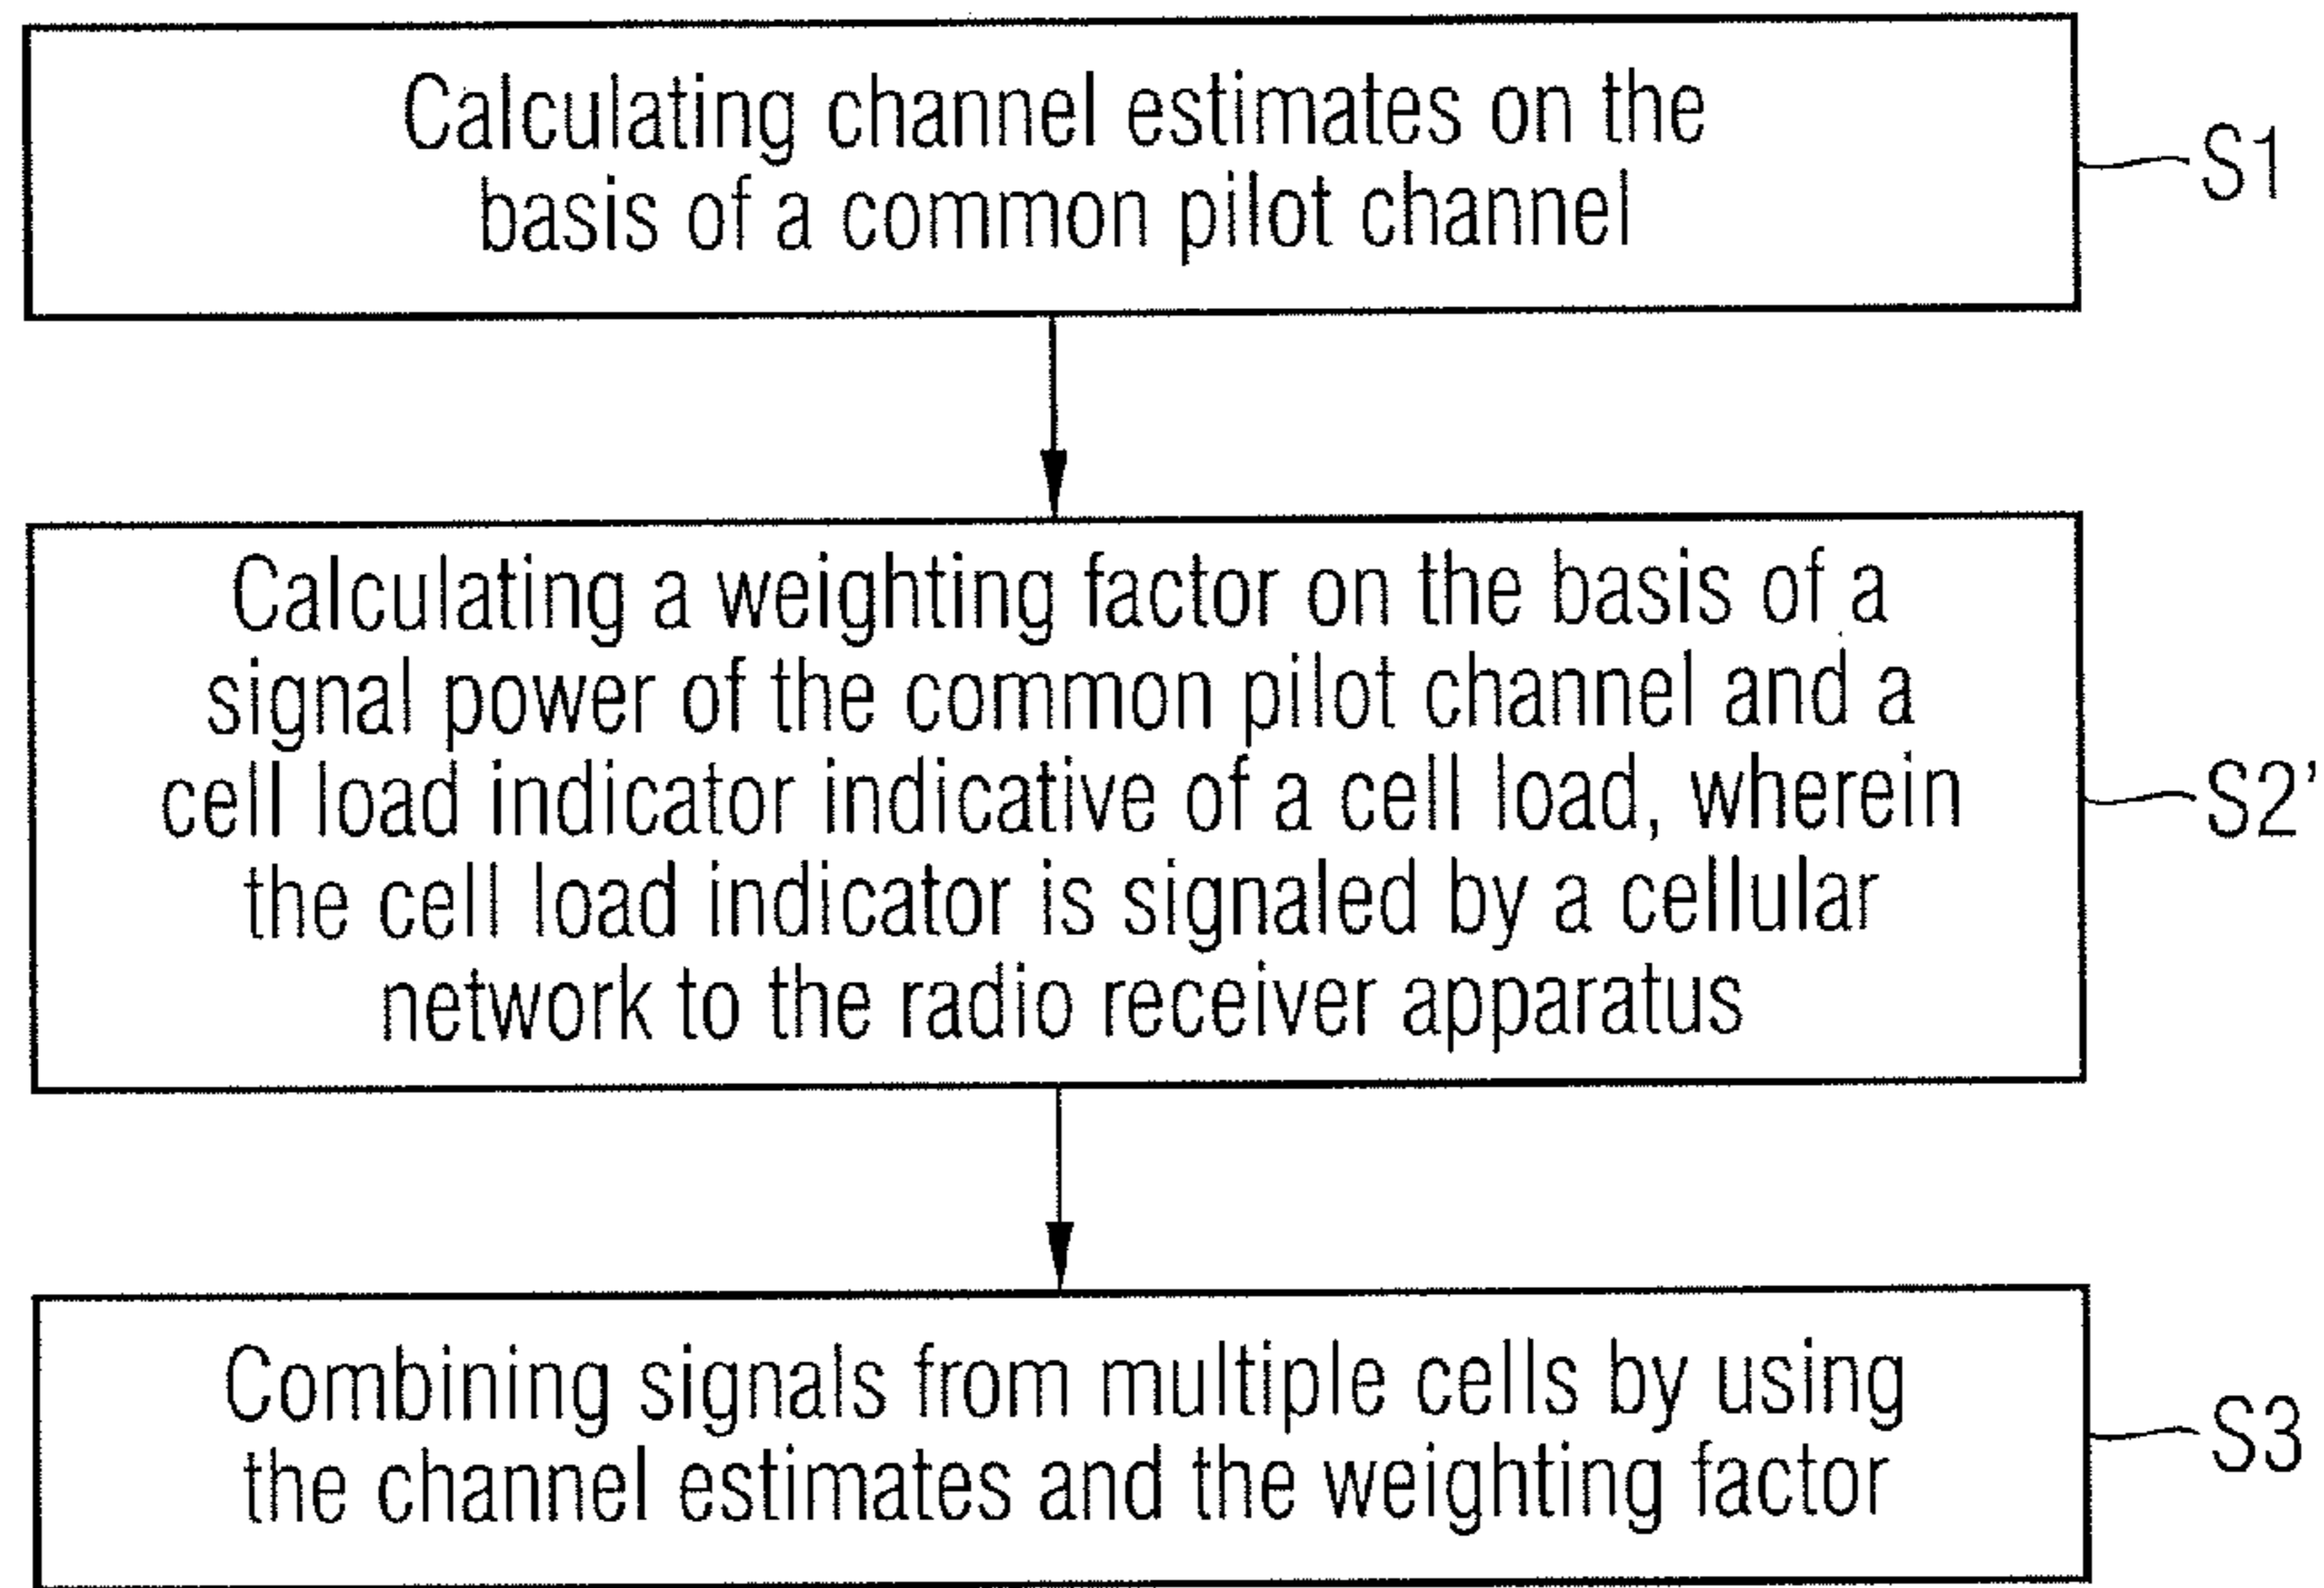 Calculating channel estimates on the
basis of a common pilot channel
S1
Calculating a weighting factor on the basis of a
signal power of the common pilot channel and a
cell load indicator indicative of a cell load, wherein
the cell load indicator is signaled by a cellular
network to the radio receiver apparatus
S2'
Combining signals from multiple cells by using
the channel estimates and the weighting factor
S3